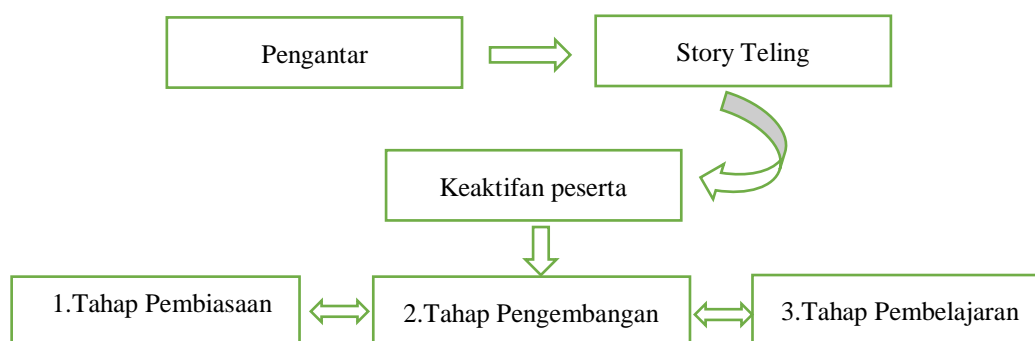 Pengantar
Story Teling
Keaktifan peserta
1.Tahap Pembiasaan
2.Tahap Pengembangan
3.Tahap Pembelajaran